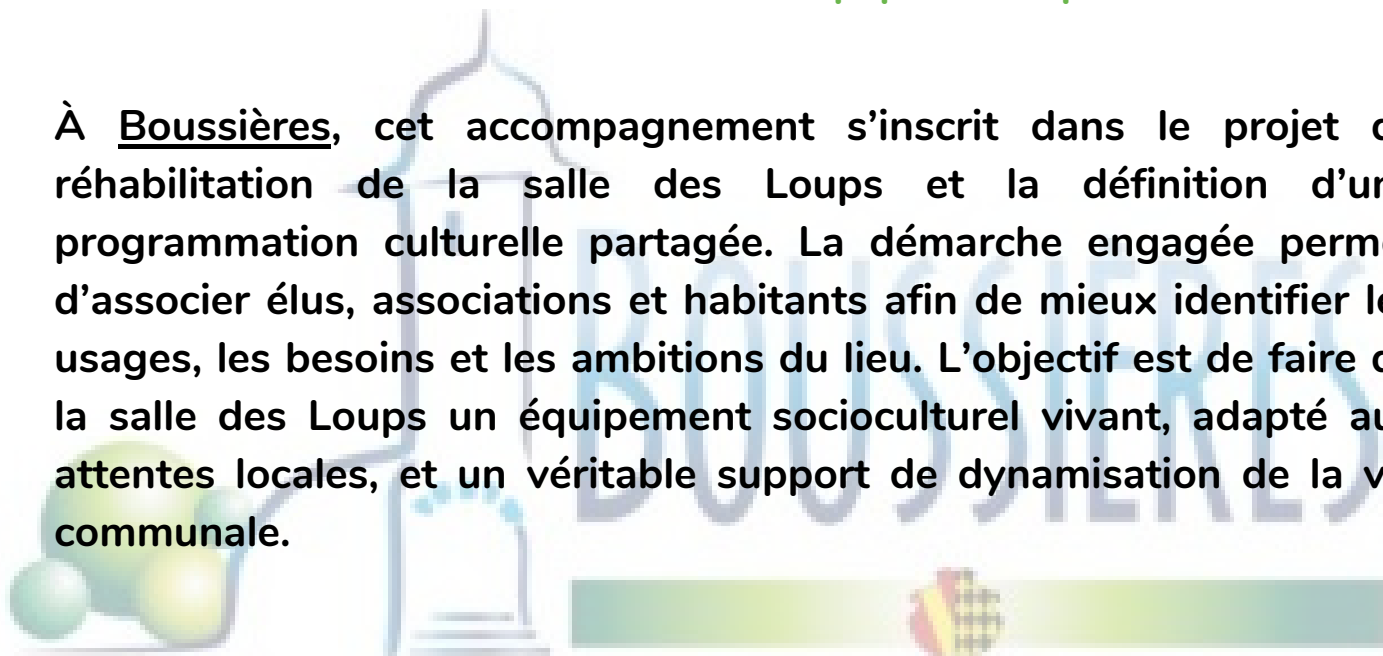 À Boussières, cet accompagnement s’inscrit dans le projet
réhabilitation de la salle des Loups et la définition
programmation culturelle partagée. La démarche engagée
d’associer élus, associations et habitants afin de mieux identifier
usages, les besoins et les ambitions du lieu. L’objectif est de faire
la salle des Loups un équipement socioculturel vivant, adapté
attentes locales, et un véritable support de dynamisation de la
communale.
BOUSSIERES